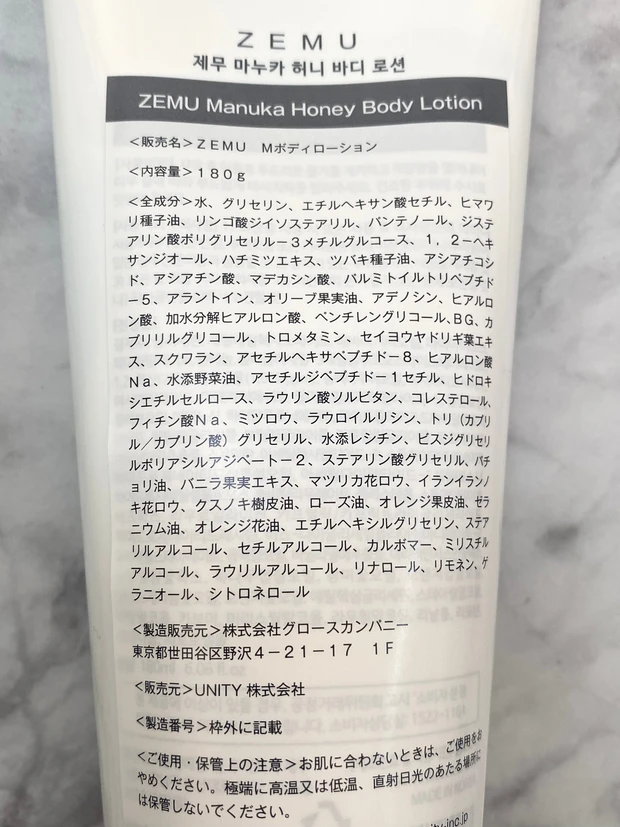 ZEMU
제무 마누카 허니 바디 로션
ZEMU Manuka Honey Body Lotion
<販売名>ZEMU Mボディローション
<内容量>180g
<全成分>水、グリセリン、エチルヘキサン酸セチル、ヒマワ
リ種子油、リンゴ酸ジイソステアリル、パンテノール、ジステ
アリン酸ポリグリセリル－3メチルグルコース、1,2－ヘキ
サンジオール、ハチミツエキス、ツバキ種子油、アシアチコシ
ド、アシアチン酸、マデカシン酸、パルミトイルトリペプチド
－5、アラントイン、オリーブ果実油、アデノシン、ヒアルロ
ン酸、加水分解ヒアルロン酸、ペンチレングリコール、BG、カ
プリリルグリコール、トロメタミン、セイヨウヤドリギ葉エキ
ス、スクワラン、アセチルヘキサペプチド－8、ヒアルロン酸
Na、水添野菜油、アセチルジペプチド－1セチル、ヒドロキ
シエチルセルロース、ラウリン酸ソルビタン、コレステロール、
フィチン酸Na、ミツロウ、ラウロイルリシン、トリ（カプリ
ル／カプリン酸）グリセリル、水添レシチン、ビスジグリセリ
ルポリアシルアジペート－2、ステアリン酸グリセリル、パチ
ョリ油、バニラ果実エキス、マツリカ花ロウ、イランイランノ
キ花ロウ、クスノキ樹皮油、ローズ油、オレンジ果皮油、ゼラ
ニウム油、オレンジ花油、エチルヘキシルグリセリン、ステア
リルアルコール、セチルアルコール、カルボマー、ミリスチル
アルコール、ラウリルアルコール、リナロール、リモネン、ゲ
ラニオール、シトロネロール
<製造販売元>株式会社グロースカンパニー
東京都世田谷区野沢4－21－17 1F
<販売元>UNITY 株式会社
<製造番号>枠外に記載
<ご使用・保管上の注意>お肌に合わないときは、ご使用をお
やめください。極端に高温又は低温、直射日光のあたる場所に
は保管しないでください。